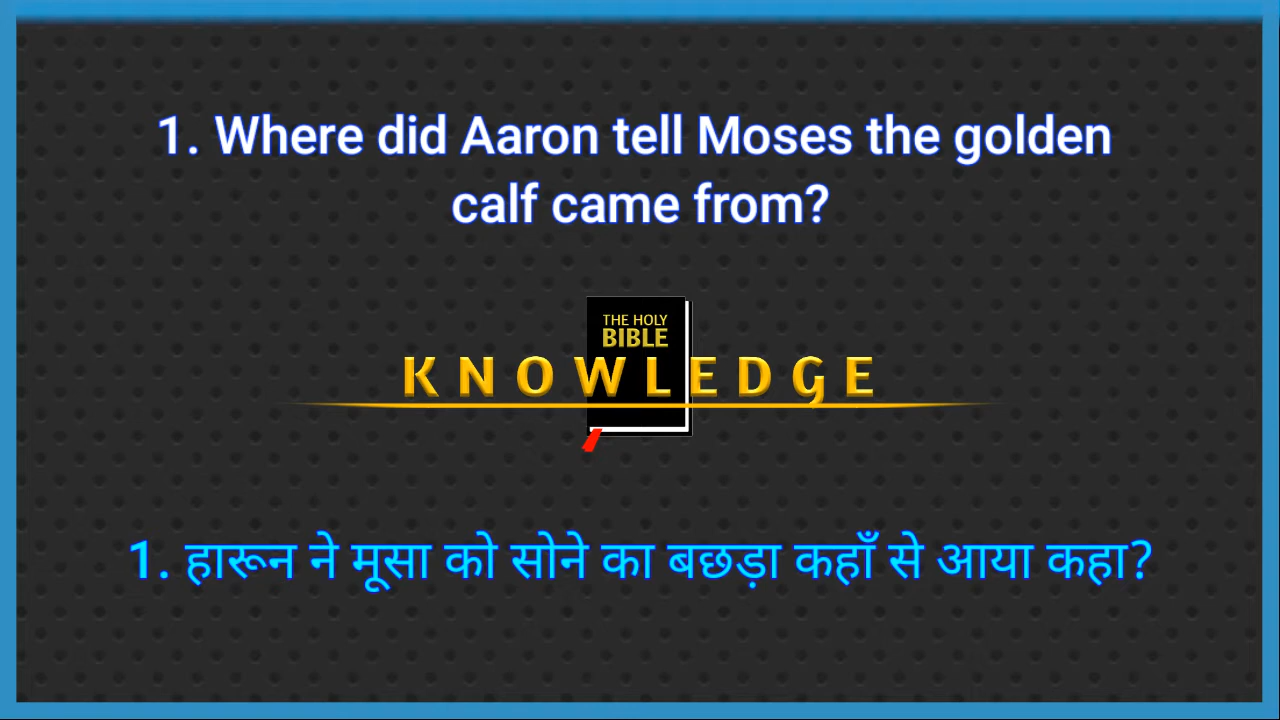 1. Where did Aaron tell Moses the golden
calf came from?
THE HOLY
BIBLE
KNOWLEDGE
1. हारून ने मूसा को सोने का बछड़ा कहाँ से आया कहा?